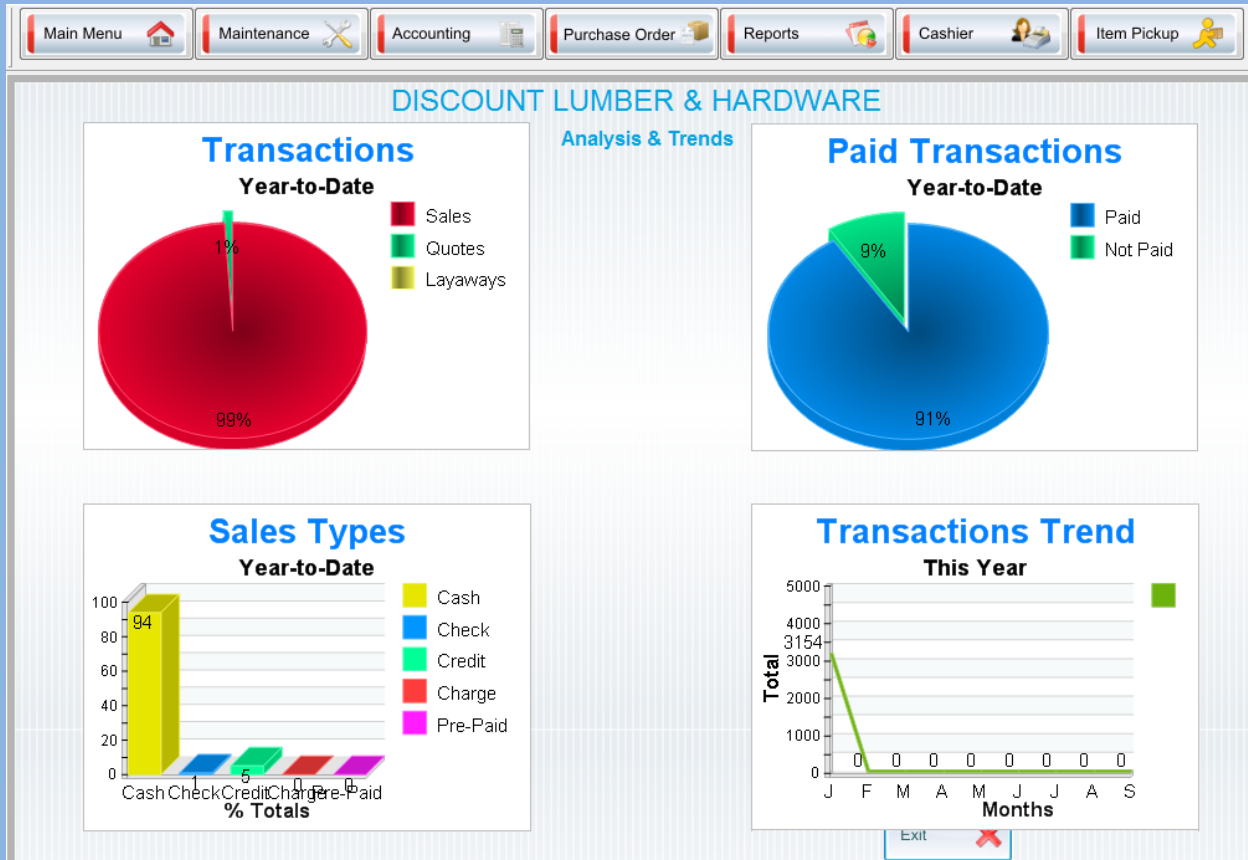 Main Menu
Maintenance
Accounting
Purchase Order
Reports
Cashier
Item Pickup
DISCOUNT LUMBER & HARDWARE
Analysis & Trends
Transactions
Year-to-Date
Sales
Quotes
Layaways
1%
99%
Paid Transactions
Year-to-Date
Paid
Not Paid
9%
91%
Sales Types
Year-to-Date
100
80
60
40
20
0
94
1
5
0
0
Cash Check Credit Charge Pre-Paid
% Totals
Cash
Check
Credit
Charge
Pre-Paid
Transactions Trend
This Year
5000
4000
3154
3000
2000
1000
0
Total
0 0 0 0 0 0 0 0
J F M A M J J A S
Months
Exit